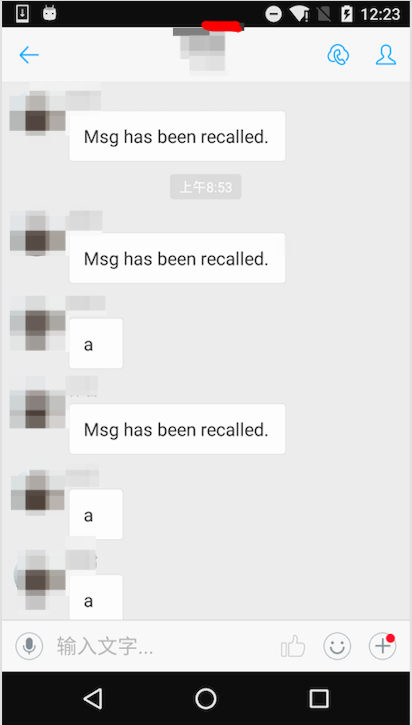 12:23
Msg has been recalled.
上午8:53
Msg has been recalled.
a
Msg has been recalled.
a
a
输入文字...